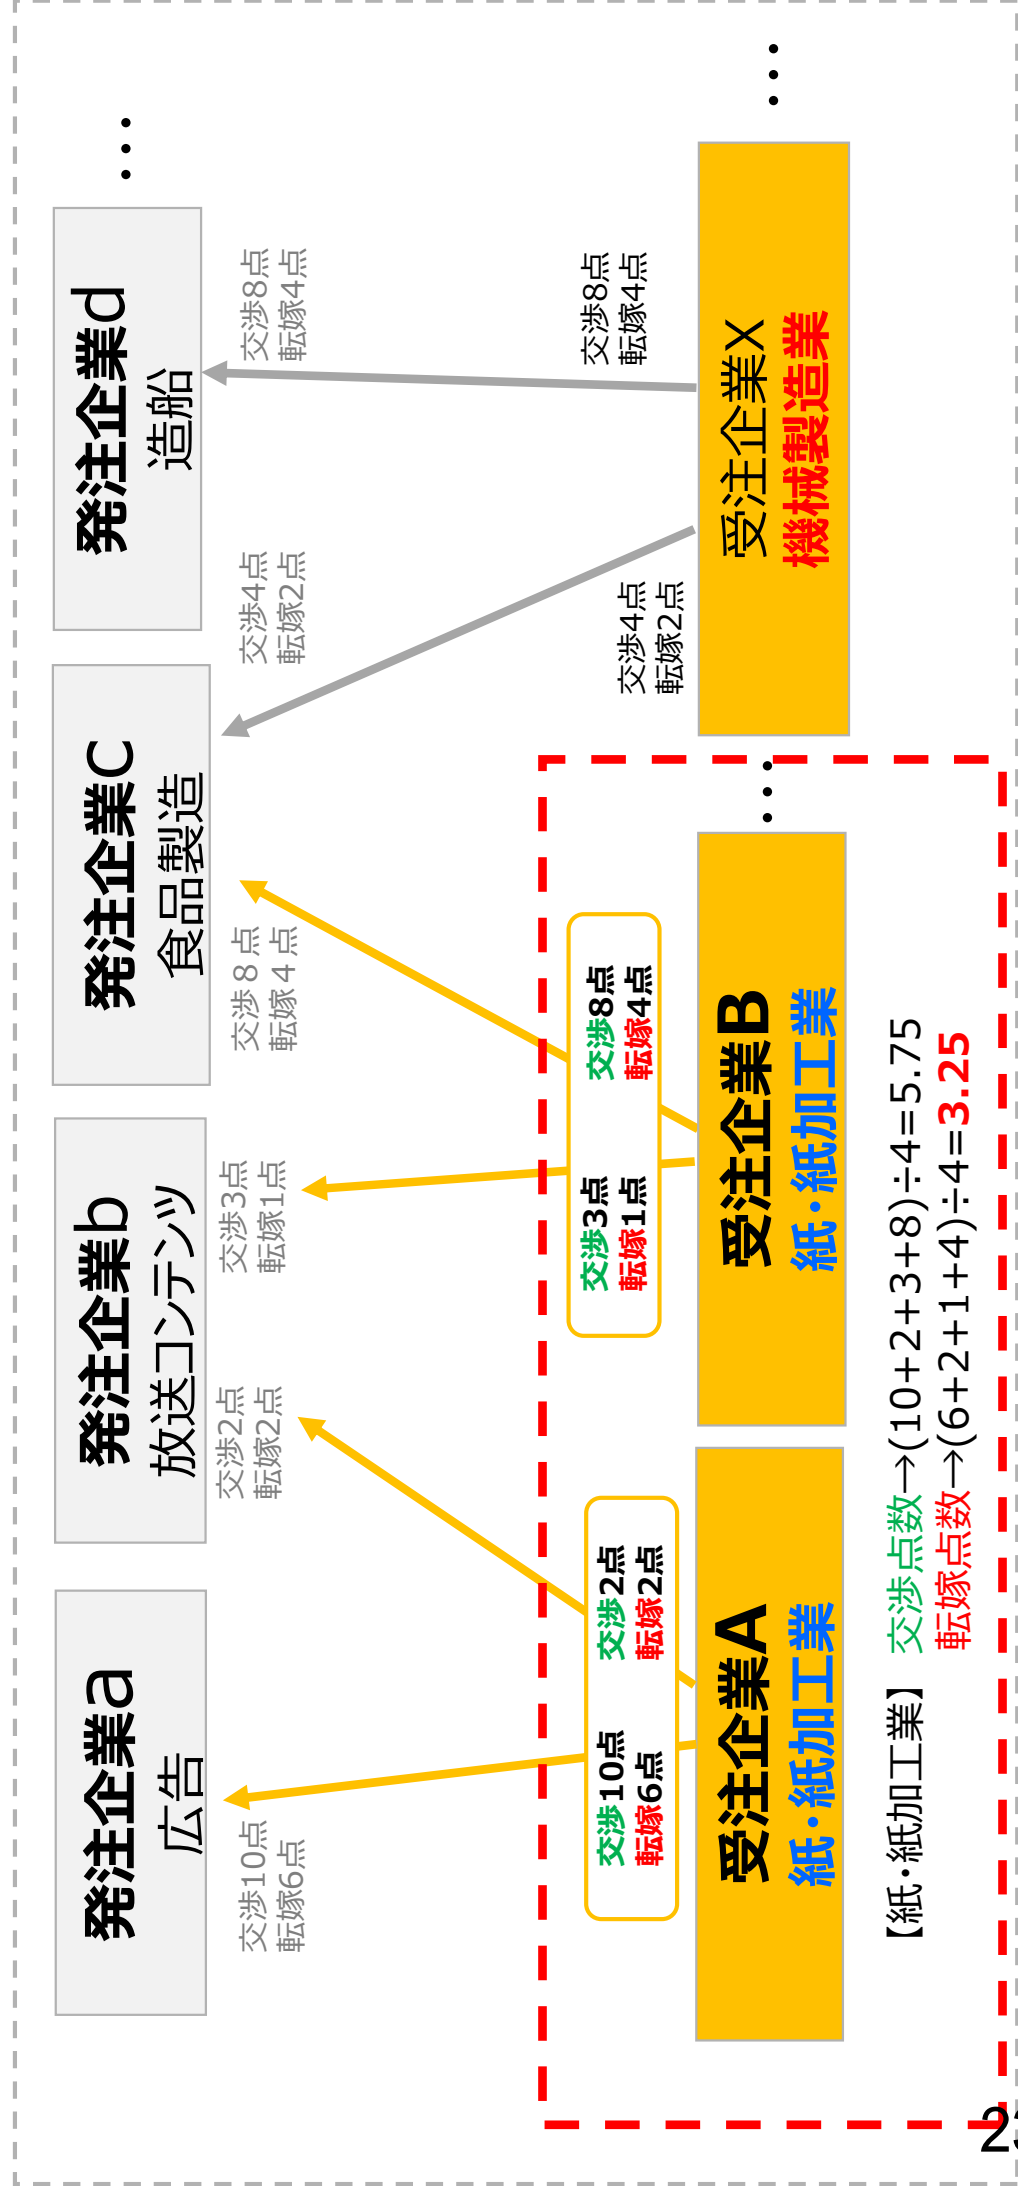 発注企業a
広告
発注企業b
放送コンテンツ
発注企業C
食品製造
発注企業d
造船
…
交渉10点
転嫁6点
交渉2点
転嫁2点
交渉3点
転嫁1点
交渉８点
転嫁４点
交渉4点
転嫁2点
交渉8点
転嫁4点
交渉10点
転嫁6点
交渉2点
転嫁2点
交渉3点
転嫁1点
交渉8点
転嫁4点
交渉4点
転嫁2点
交渉8点
転嫁4点
受注企業A
紙・紙加工業
受注企業B
紙・紙加工業
…
受注企業X
機械製造業
…
【紙・紙加工業】 交渉点数→(10+2+3+8)÷4=5.75
転嫁点数→(6+2+1+4)÷4=3.25